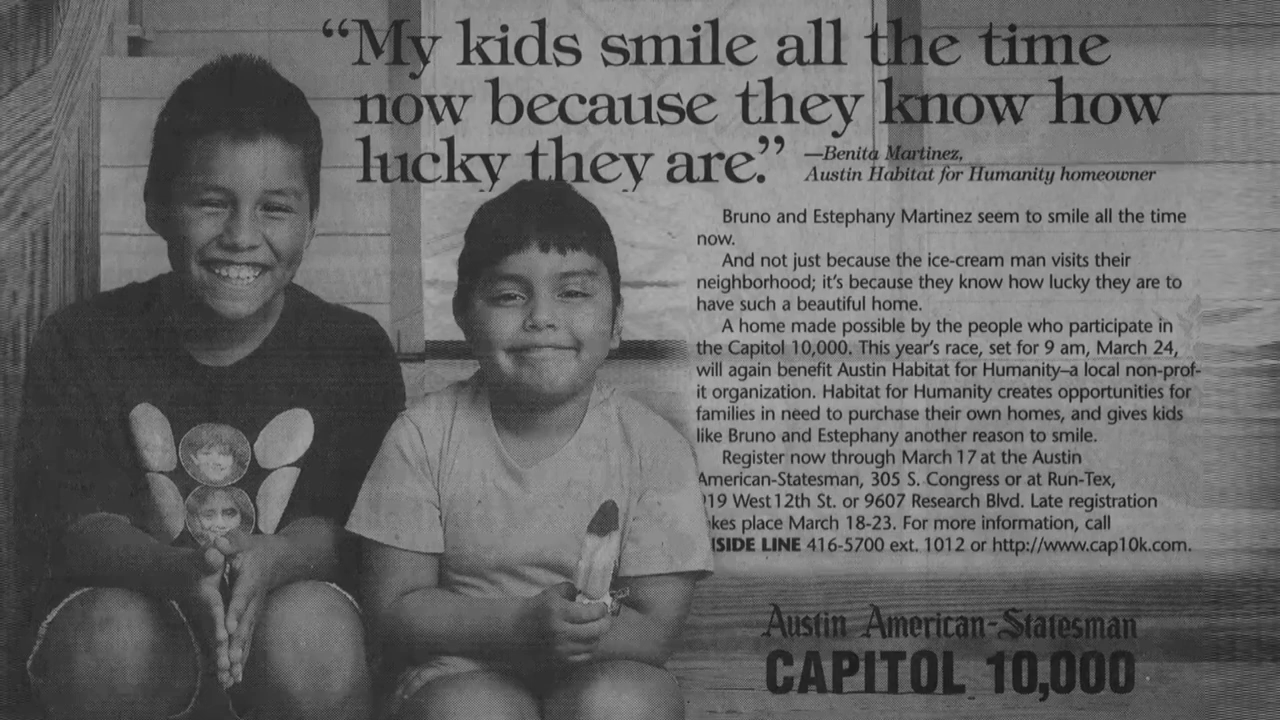 “My kids smile all the time
now because they know how
lucky they are.”
—Benita Martinez,
Austin Habitat for Humanity homeowner
Bruno and Estephany Martinez seem to smile all the time
now.
And not just because the ice-cream man visits their
neighborhood; it’s because they know how lucky they are to
have such a beautiful home.
A home made possible by the people who participate in
the Capitol 10,000. This year’s race, set for 9 am, March 24,
will again benefit Austin Habitat for Humanity–a local non-prof-
it organization. Habitat for Humanity creates opportunities for
families in need to purchase their own homes, and gives kids
like Bruno and Estephany another reason to smile.
Register now through March 17 at the Austin
American-Statesman, 305 S. Congress or at Run-Tex,
919 West 12th St. or 9607 Research Blvd. Late registration
kes place March 18-23. For more information, call
SIDE LINE 416-5700 ext. 1012 or http://www.cap10k.com.
Austin American-Statesman
CAPITOL 10,000